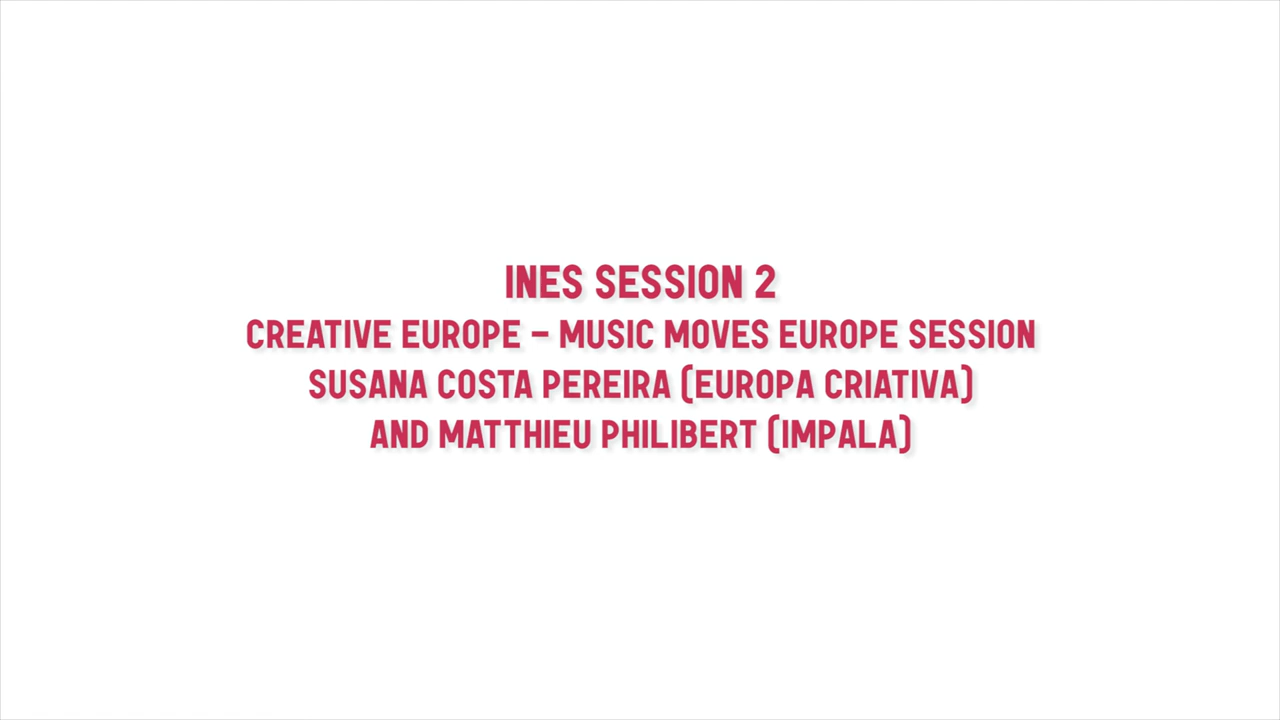 INES SESSION 2
CREATIVE EUROPE – MUSIC MOVES EUROPE SESSION
SUSANA COSTA PEREIRA (EUROPA CRIATIVA)
AND MATTHIEU PHILIBERT (IMPALA)